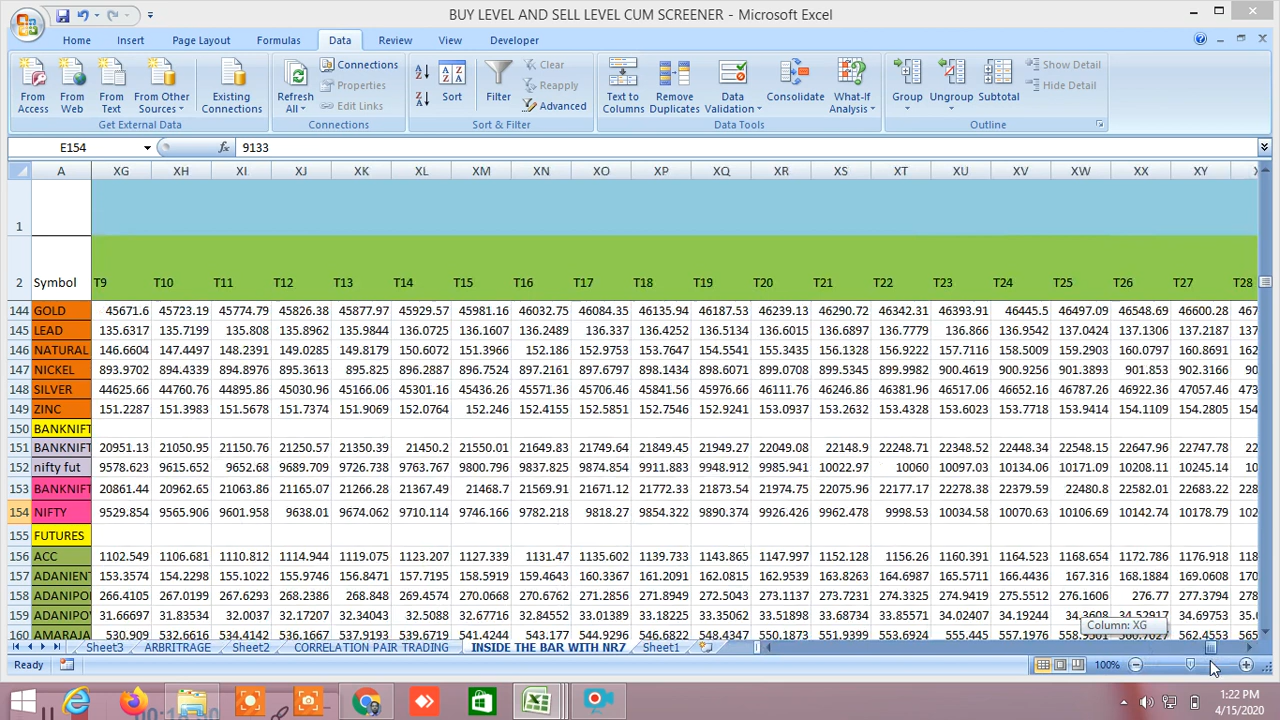 BUY LEVEL AND SELL LEVEL CUM SCREENER - Microsoft Excel
Home Insert Page Layout Formulas Data Review View Developer
From Access From Web From Text From Other Sources Existing Connections Refresh All Connections Properties Edit Links Sort Filter Clear Reapply Advanced Text to Columns Remove Duplicates Data Validation Consolidate What-If Analysis Group Ungroup Subtotal Show Detail Hide Detail
Get External Data Connections Sort & Filter Data Tools Outline
E154 fx 9133
A XG XH XI XJ XK XL XM XN XO XP XQ XR XS XT XU XV XW XX XY
1
2 Symbol T9 T10 T11 T12 T13 T14 T15 T16 T17 T18 T19 T20 T21 T22 T23 T24 T25 T26 T27 T28
144 GOLD 45671.6 45723.19 45774.79 45826.38 45877.97 45929.57 45981.16 46032.75 46084.35 46135.94 46187.53 46239.13 46290.72 46342.31 46393.91 46445.5 46497.09 46548.69 46600.28
145 LEAD 135.6317 135.7199 135.808 135.8962 135.9844 136.0725 136.1607 136.2489 136.337 136.4252 136.5134 136.6015 136.6897 136.7779 136.866 136.9542 137.0424 137.1306 137.2187
146 NATURAL 146.6604 147.4497 148.2391 149.0285 149.8179 150.6072 151.3966 152.186 152.9753 153.7647 154.5541 155.3435 156.1328 156.9222 157.7116 158.5009 159.2903 160.0797 160.8691
147 NICKEL 893.9702 894.4339 894.8976 895.3613 895.825 896.2887 896.7524 897.2161 897.6797 898.1434 898.6071 899.0708 899.5345 899.9982 900.4619 900.9256 901.3893 901.853 902.3166
148 SILVER 44625.66 44760.76 44895.86 45030.96 45166.06 45301.16 45436.26 45571.36 45706.46 45841.56 45976.66 46111.76 46246.86 46381.96 46517.06 46652.16 46787.26 46922.36 47057.46
149 ZINC 151.2287 151.3983 151.5678 151.7374 151.9069 152.0764 152.246 152.4155 152.5851 152.7546 152.9241 153.0937 153.2632 153.4328 153.6023 153.7718 153.9414 154.1109 154.2805
150 BANKNIFT
151 BANKNIFT 20951.13 21050.95 21150.76 21250.57 21350.39 21450.2 21550.01 21649.83 21749.64 21849.45 21949.27 22049.08 22148.9 22248.71 22348.52 22448.34 22548.15 22647.96 22747.78
152 nifty fut 9578.623 9615.652 9652.68 9689.709 9726.738 9763.767 9800.796 9837.825 9874.854 9911.883 9948.912 9985.941 10022.97 10060 10097.03 10134.06 10171.09 10208.11 10245.14
153 BANKNIFT 20861.44 20962.65 21063.86 21165.07 21266.28 21367.49 21468.7 21569.91 21671.12 21772.33 21873.54 21974.75 22075.96 22177.17 22278.38 22379.59 22480.8 22582.01 22683.22
154 NIFTY 9529.854 9565.906 9601.958 9638.01 9674.062 9710.114 9746.166 9782.218 9818.27 9854.322 9890.374 9926.426 9962.478 9998.53 10034.58 10070.63 10106.69 10142.74 10178.79
155 FUTURES
156 ACC 1102.549 1106.681 1110.812 1114.944 1119.075 1123.207 1127.339 1131.47 1135.602 1139.733 1143.865 1147.997 1152.128 1156.26 1160.391 1164.523 1168.654 1172.786 1176.918
157 ADANIEN 153.3574 154.2298 155.1022 155.9746 156.8471 157.7195 158.5919 159.4643 160.3367 161.2091 162.0815 162.9539 163.8263 164.6987 165.5711 166.4436 167.316 168.1884 169.0608
158 ADANIPO 266.4105 267.0199 267.6293 268.2386 268.848 269.4574 270.0668 270.6762 271.2856 271.8949 272.5043 273.1137 273.7231 274.3325 274.9419 275.5512 276.1606 276.77 277.3794
159 ADANIPO 31.66697 31.83534 32.0037 32.17207 32.34043 32.5088 32.67716 32.84552 33.01389 33.18225 33.35062 33.51898 33.68734 33.85571 34.02407 34.19244 34.69753
160 AMARAJA 530.909 532.6616 534.4142 536.1667 537.9193 539.6719 541.4244 543.177 544.9296 546.6822 548.4347 550.1873 551.9399 553.6924 555.445 557.1976 562.4553
Column: XG
Sheet3 ARBITRAGE Sheet2 CORRELATION PAIR TRADING INSIDE THE BAR WITH NR7 Sheet1
Ready 100%
1:22 PM
4/15/2020